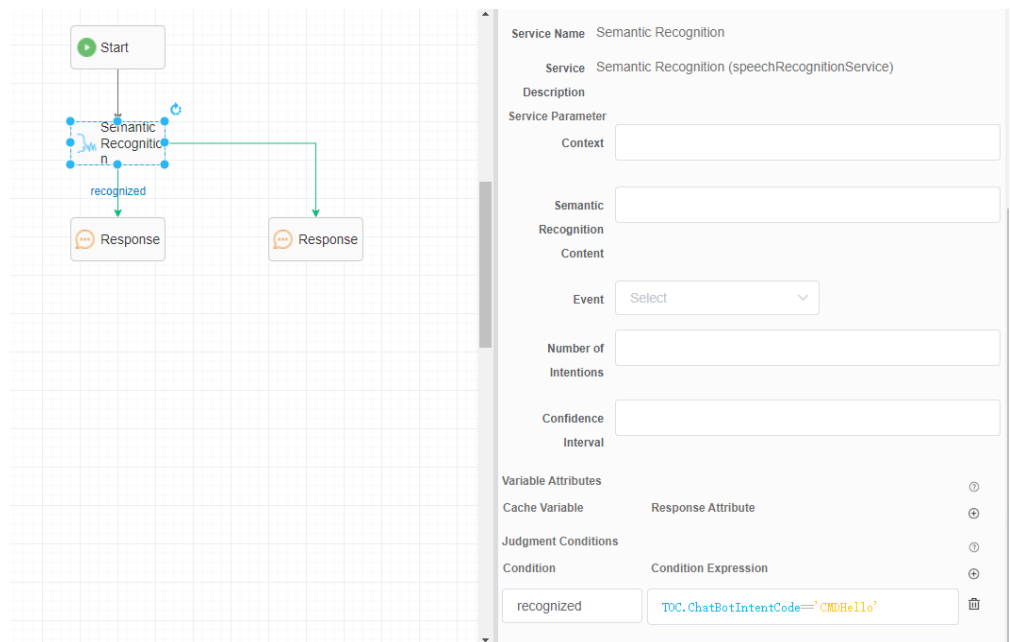 Start
Semantic
Recognitio
n
recognized
Response
Response
Service Name Semantic Recognition
Service Semantic Recognition (speechRecognitionService)
Description
Service Parameter
Context
Semantic
Recognition
Content
Event Select
Number of
Intentions
Confidence
Interval
Variable Attributes
Cache Variable Response Attribute
Judgment Conditions
Condition Condition Expression
recognized TOC.ChatBotIntentCode=='CMDHello'